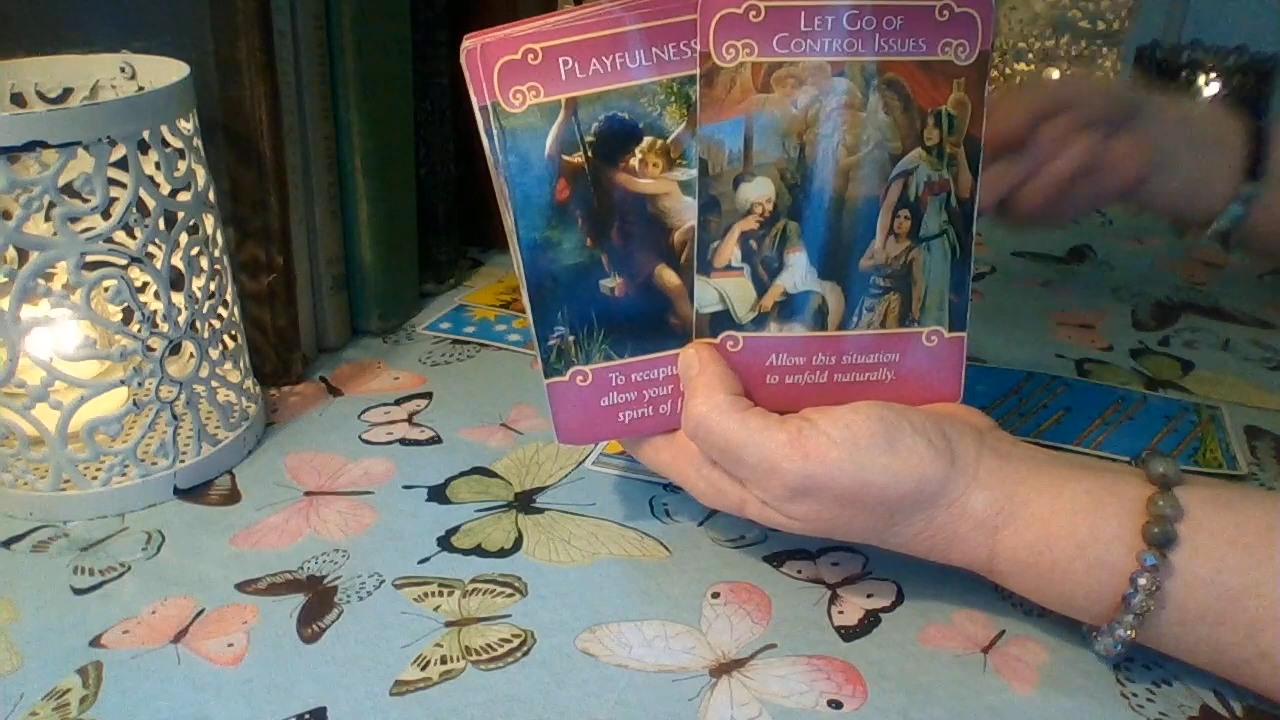 PLAYFULNESS
To recaptu
allow your
spirit of
LET GO OF
CONTROL ISSUES
Allow this situation
to unfold naturally.